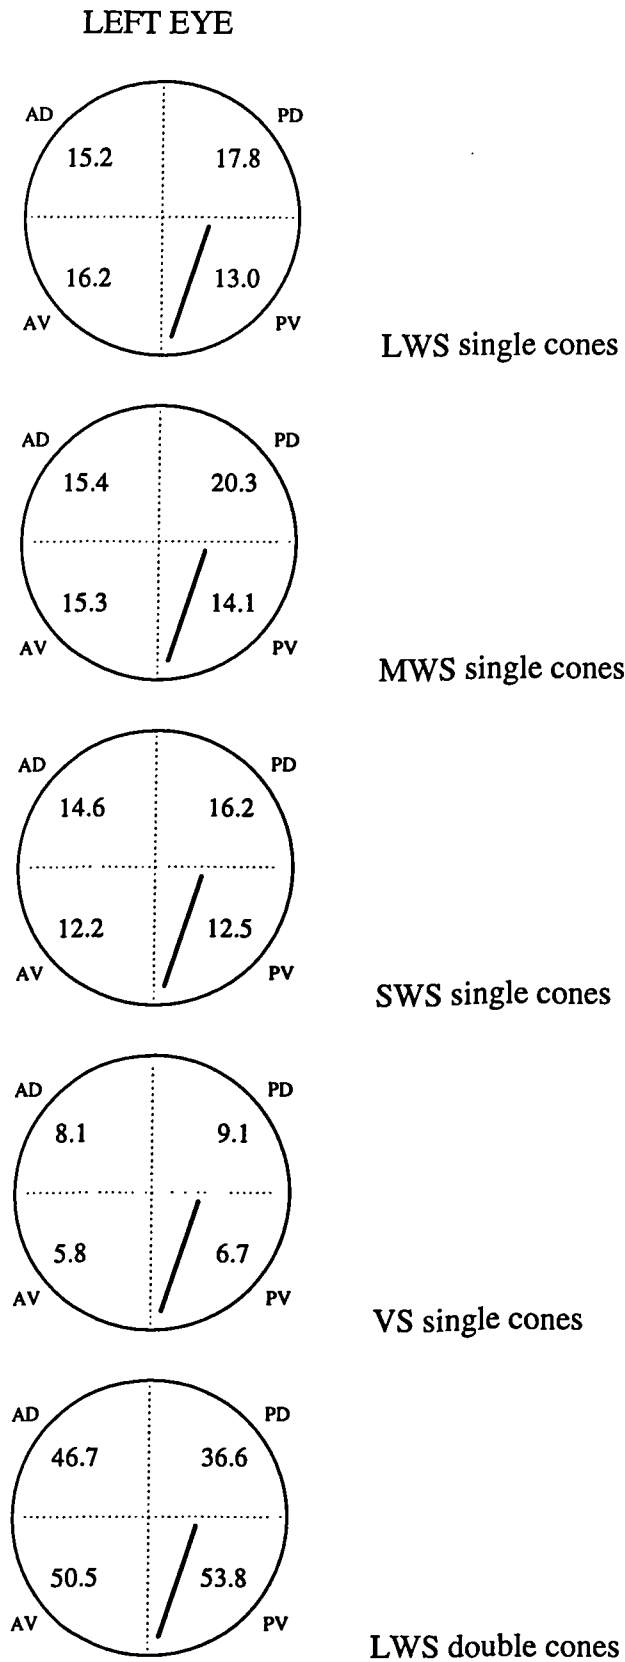 LEFT EYE
AD PD
15.2 17.8
16.2 13.0
AV PV
LWS single cones
AD PD
15.4 20.3
15.3 14.1
AV PV
MWS single cones
AD PD
14.6 16.2
12.2 12.5
AV PV
SWS single cones
AD PD
8.1 9.1
5.8 6.7
AV PV
VS single cones
AD PD
46.7 36.6
50.5 53.8
AV PV
LWS double cones